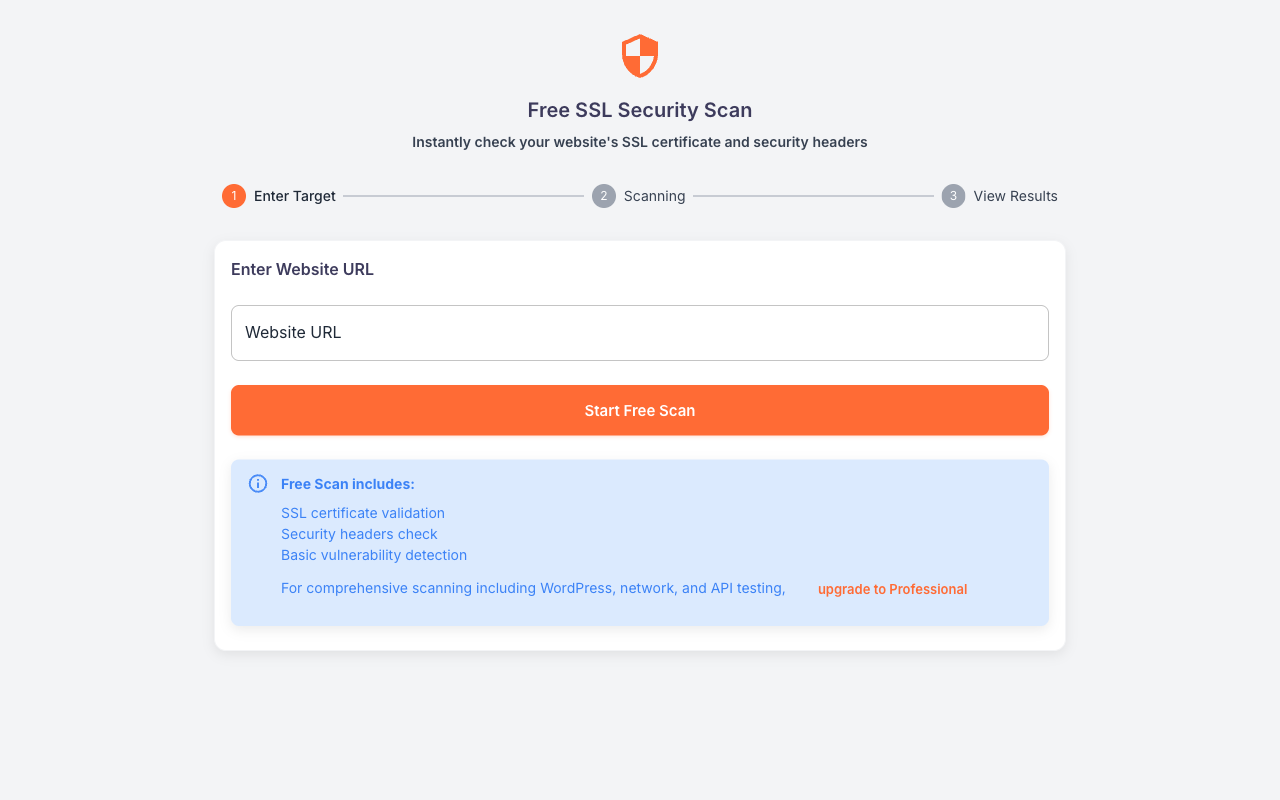 Free SSL Security Scan
Instantly check your website's SSL certificate and security headers
1 Enter Target 2 Scanning 3 View Results
Enter Website URL
Website URL
Start Free Scan
Free Scan includes:
SSL certificate validation
Security headers check
Basic vulnerability detection
For comprehensive scanning including WordPress, network, and API testing, upgrade to Professional